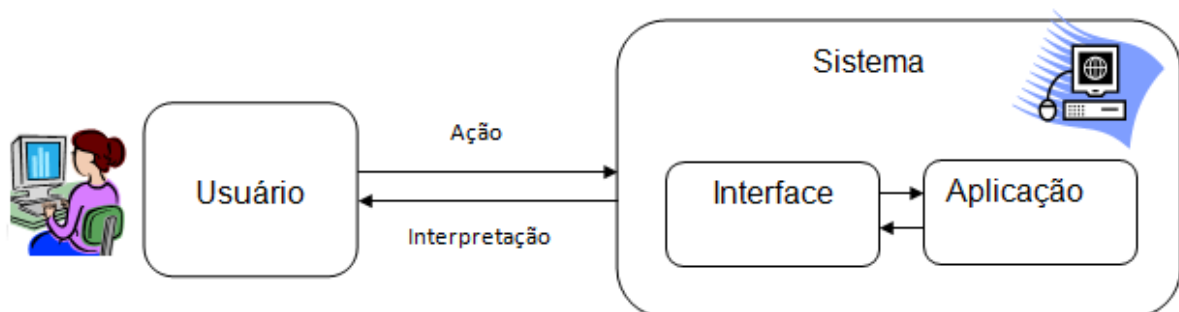 Sistema
Ação
Usuário
Interface
Aplicação
Interpretação